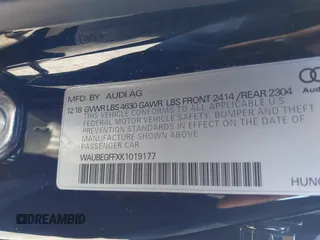 MFD. BY AUDI AG
12 18 GVWR LBS 4630 GAWR LBS FRONT 2414 / REAR 2304
THIS VEHICLE CONFORMS TO ALL APPLICABLE U.S
FEDERAL MOTOR VEHICLE SAFETY, BUMPER AND THEFT
PREVENTION STANDARDS IN EFFECT ON THE DATE OF
MANUFACTURE SHOWN ABOVE.
WAUBEGFFXK1019177
PASSENGER CAR
Aud
HUNG
DREAMBID